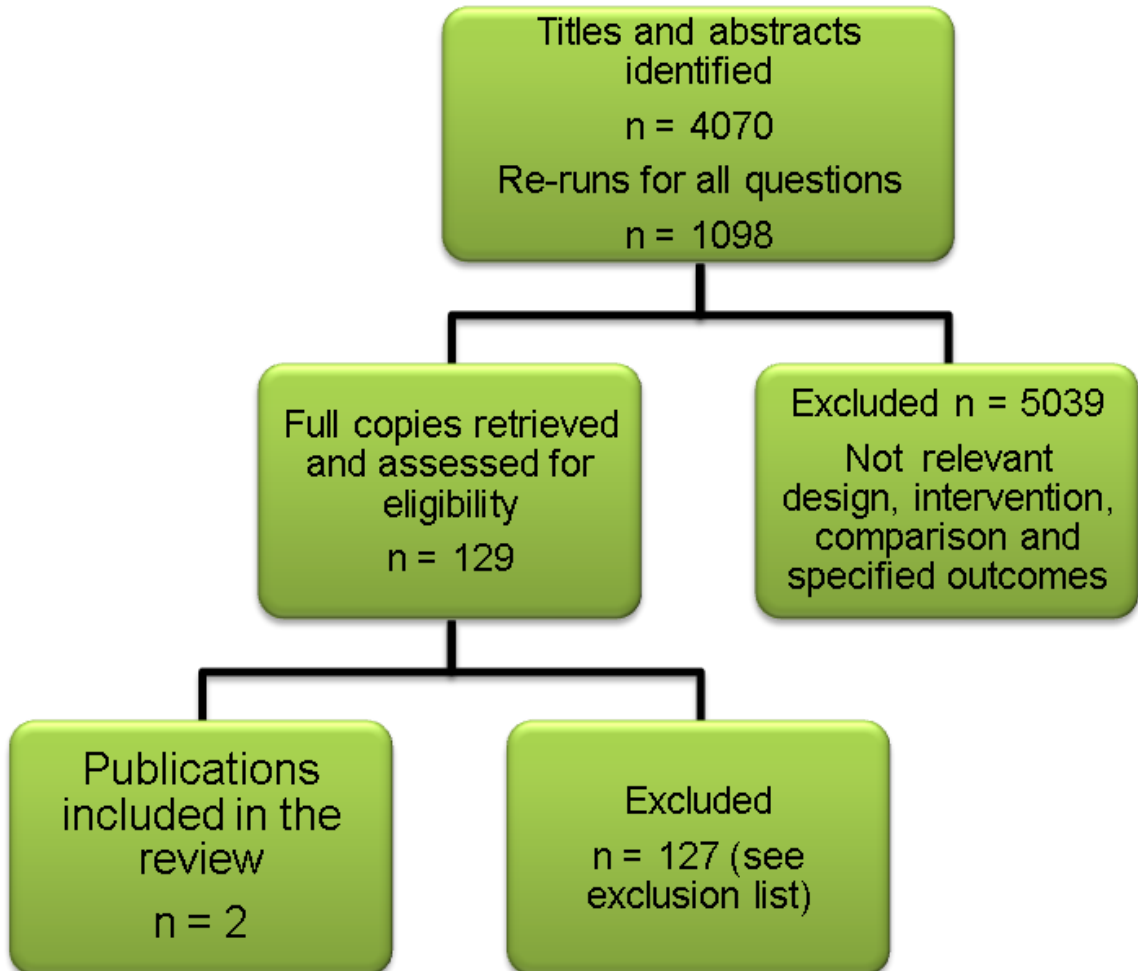 Titles and abstracts
identified
n = 4070
Re-runs for all questions
n = 1098
Full copies retrieved
and assessed for
eligibility
n = 129
Excluded n = 5039
Not relevant
design, intervention,
comparison and
specified outcomes
Publications
included in the
review
n = 2
Excluded
n = 127 (see
exclusion list)